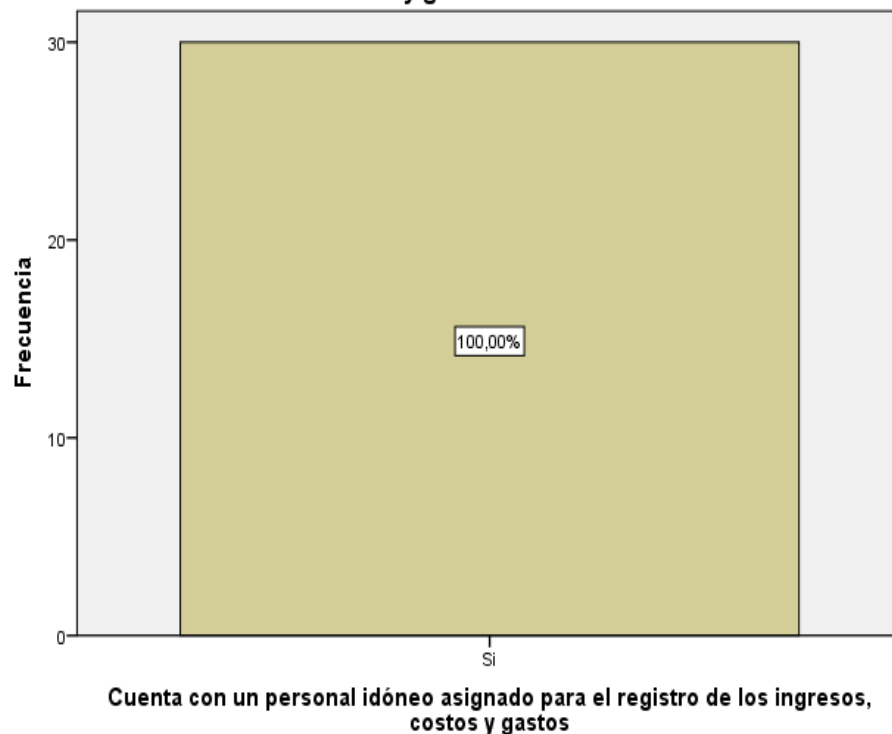 30
20
10
0
Frecuencia
100,00%
Si
Cuenta con un personal idóneo asignado para el registro de los ingresos,
costos y gastos